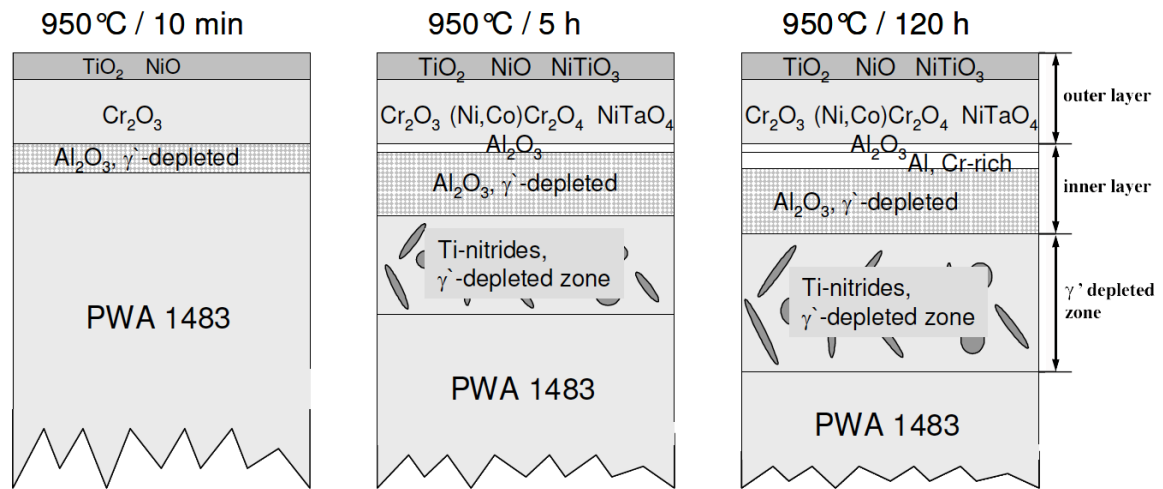 950°C / 10 min
TiO₂ NiO
Cr₂O₃
Al₂O₃, γ`-depleted
PWA 1483
950°C / 5 h
TiO₂ NiO NiTiO₃
Cr₂O₃ (Ni,Co)Cr₂O₄ NiTaO₄
Al₂O₃
Al₂O₃, γ`-depleted
Ti-nitrides,
γ`-depleted zone
PWA 1483
950°C / 120 h
TiO₂ NiO NiTiO₃
Cr₂O₃ (Ni,Co)Cr₂O₄ NiTaO₄
Al₂O₃
Al, Cr-rich
Al₂O₃, γ`-depleted
Ti-nitrides,
γ`-depleted zone
PWA 1483
outer layer
inner layer
γ' depleted
zone